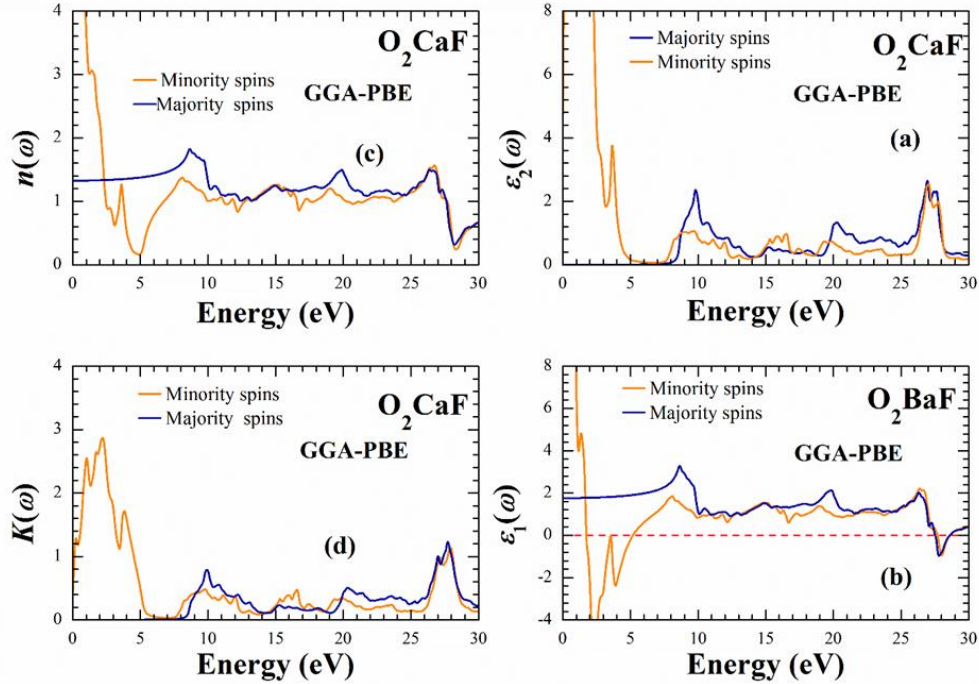 O₂CaF
Minority spins
Majority spins
GGA-PBE
(c)
n(ω)
4
3
2
1
0
0 5 10 15 20 25 30
Energy (eV)
O₂CaF
Majority spins
Minority spins
GGA-PBE
(a)
ε₂(ω)
8
6
4
2
0
0 5 10 15 20 25 30
Energy (eV)
O₂CaF
Minority spins
Majority spins
GGA-PBE
(d)
K(ω)
4
3
2
1
0
0 5 10 15 20 25 30
Energy (eV)
O₂BaF
Minority spins
Majority spins
GGA-PBE
(b)
ε₁(ω)
8
6
4
2
0
-2
-4
0 5 10 15 20 25 30
Energy (eV)